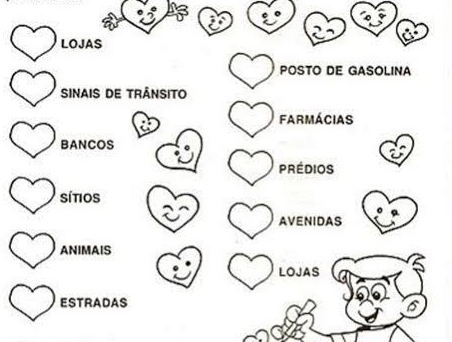 LOJAS
SINAIS DE TRÂNSITO
BANCOS
SÍTIOS
ANIMAIS
ESTRADAS
POSTO DE GASOLINA
FARMÁCIAS
PRÉDIOS
AVENIDAS
LOJAS